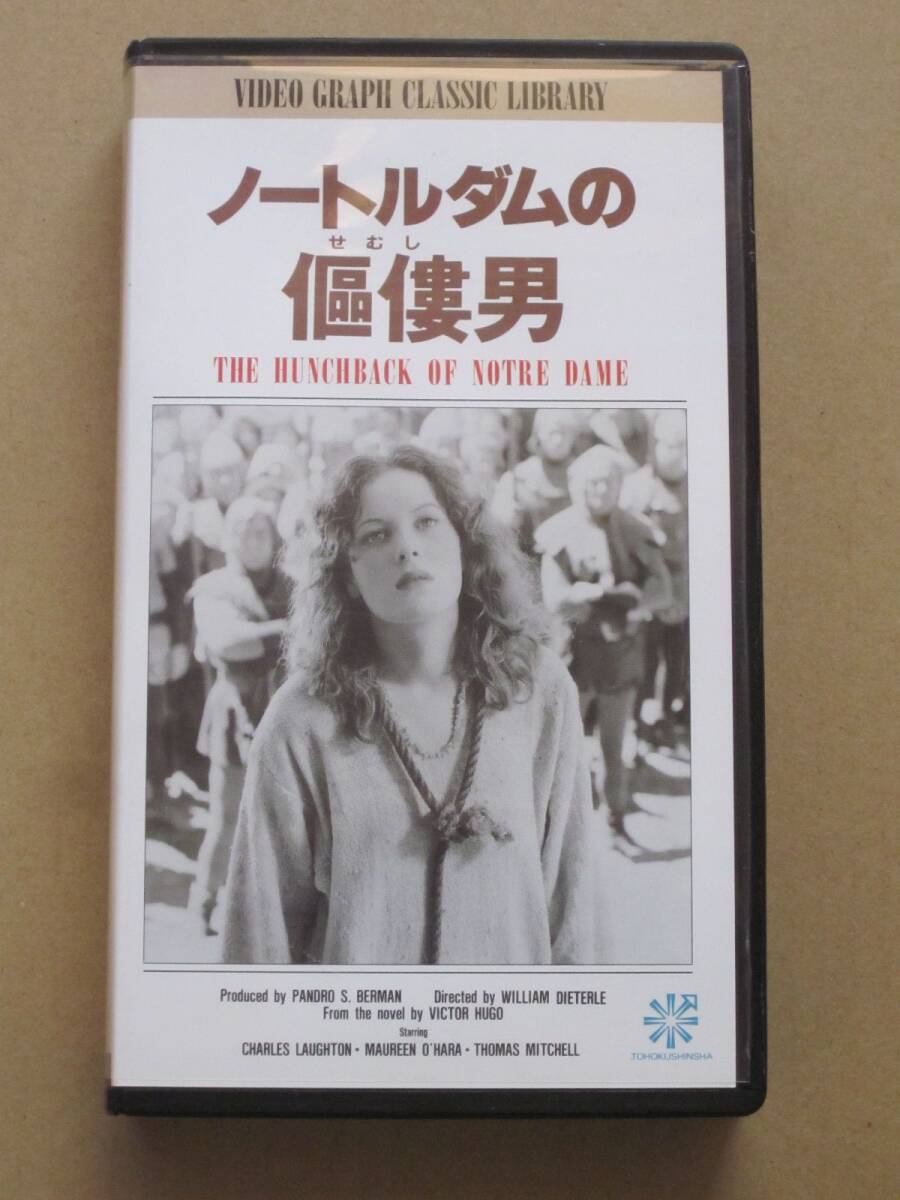 VIDEO GRAPH CLASSIC LIBRARY
ノートルダムの
せむし
傴僂男
THE HUNCHBACK OF NOTRE DAME
Produced by PANDRO S. BERMAN Directed by WILLIAM DIETERLE
From the novel by VICTOR HUGO
Starring
CHARLES LAUGHTON • MAUREEN O'HARA • THOMAS MITCHELL
TOHOKUSHINSHA